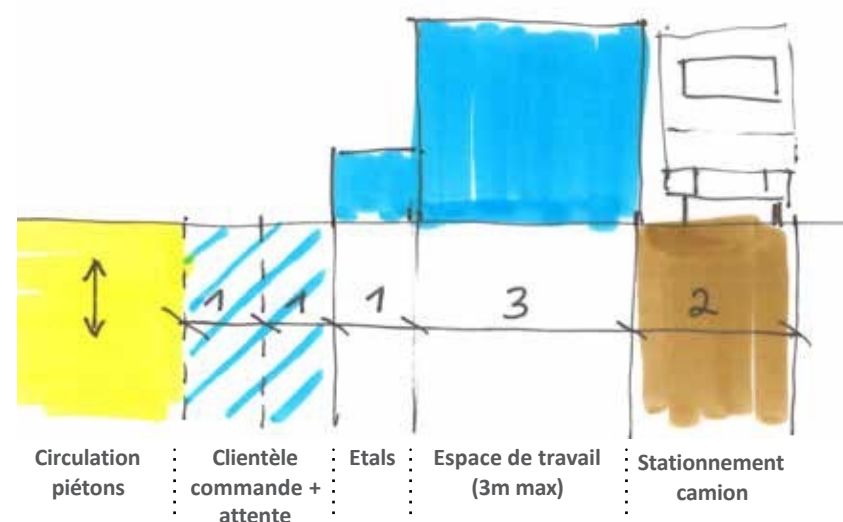 1 1 1 3 2
Circulation
piétons
Clientèle
commande +
attente
Etals
Espace de travail
(3m max)
Stationnement
camion